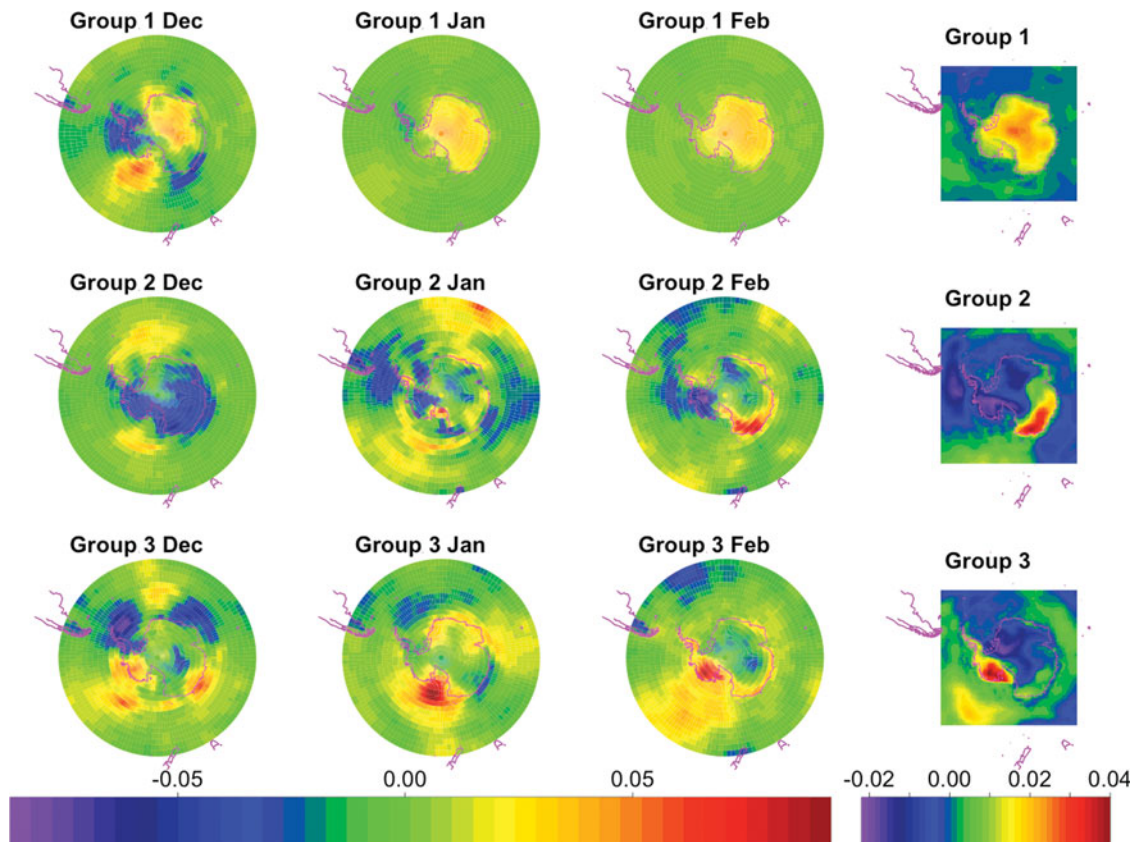 Group 1 Dec Group 1 Jan Group 1 Feb Group 1
Group 2 Dec Group 2 Jan Group 2 Feb Group 2
Group 3 Dec Group 3 Jan Group 3 Feb Group 3
-0.05 0.00 0.05 -0.02 0.00 0.02 0.04